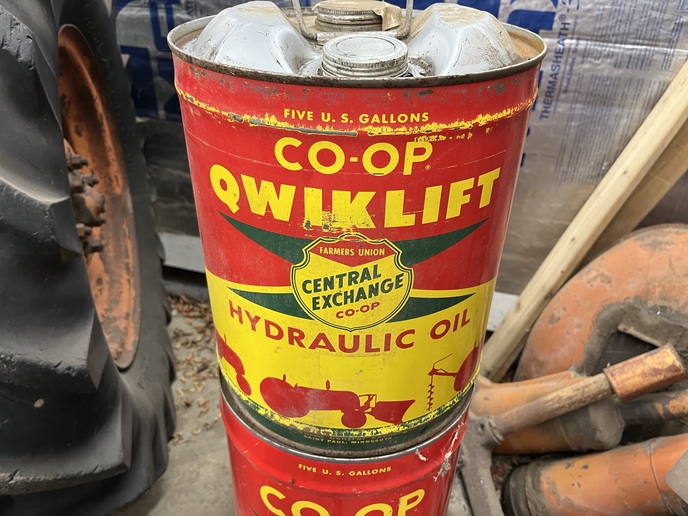 THERMASHEATH
FIVE U. S. GALLONS
CO-OP
QWIKLIFT
FARMERS UNION
CENTRAL
EXCHANGE
CO-OP
HYDRAULIC OIL
SAINT PAUL, MINNESOTA
FIVE U. S. GALLONS
CO-OP